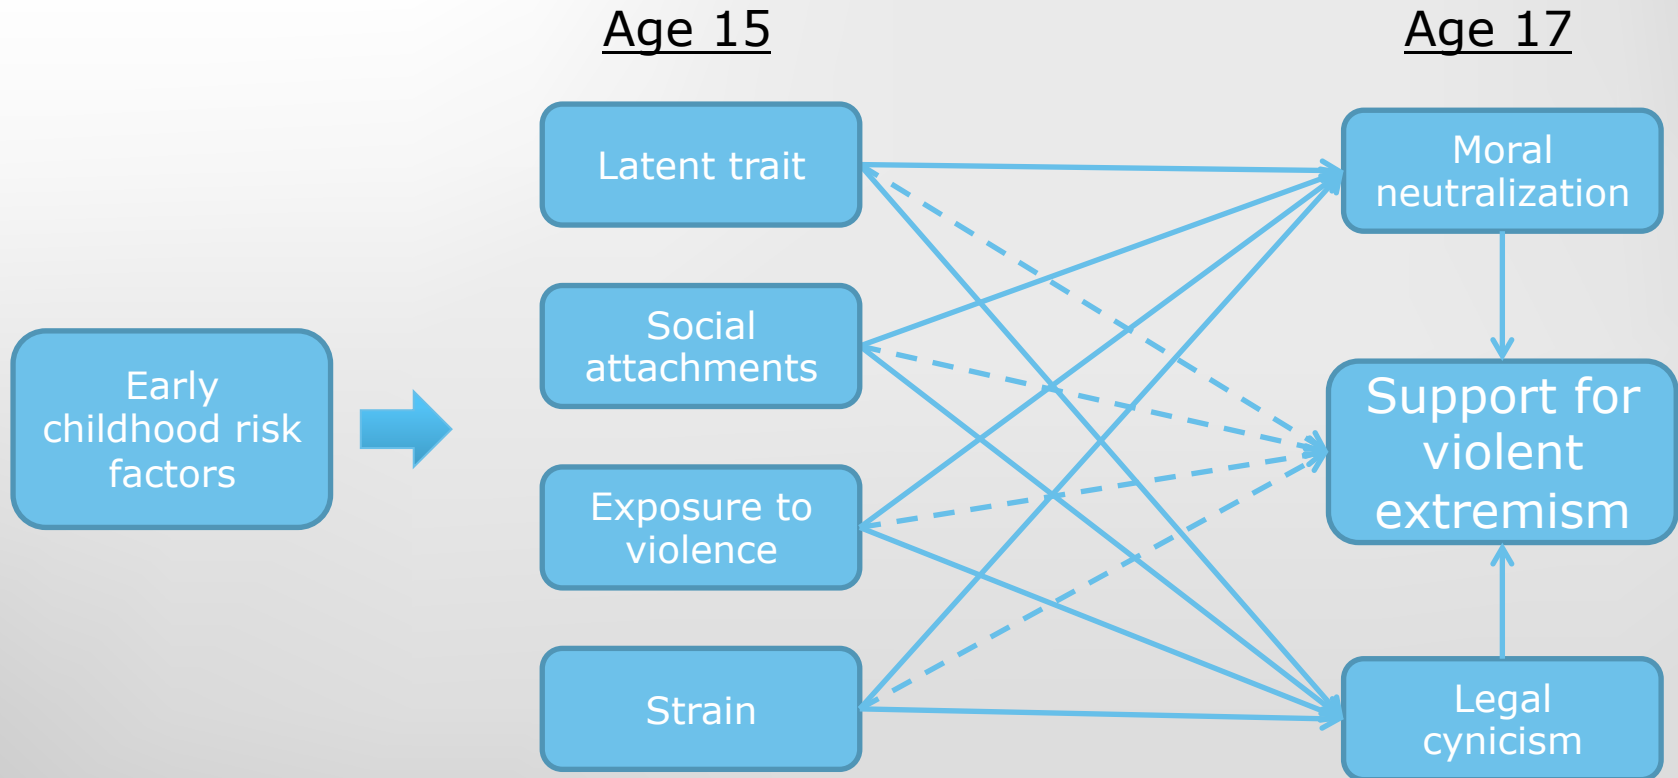 Age 15
Age 17
Latent trait
Moral
neutralization
Social
attachments
Early
childhood risk
factors
Support for
violent
extremism
Exposure to
violence
Strain
Legal
cynicism